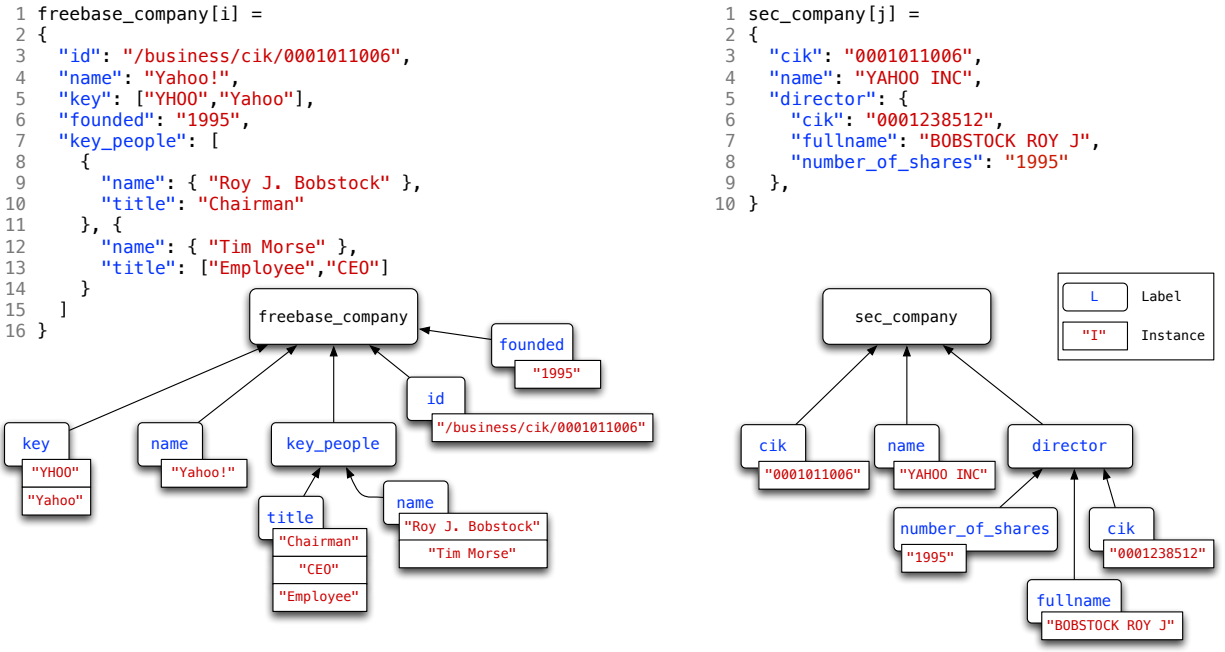 1 freebase_company[i] =
2 {
3   "id": "/business/cik/0001011006",
4   "name": "Yahoo!",
5   "key": ["YHOO","Yahoo"],
6   "founded": "1995",
7   "key_people": [
8     {
9       "name": { "Roy J. Bobstock" },
10       "title": "Chairman"
11     }, {
12       "name": { "Tim Morse" },
13       "title": ["Employee","CEO"]
14     }
15   ]
16 }
1 sec_company[j] =
2 {
3   "cik": "0001011006",
4   "name": "YAHOO INC",
5   "director": {
6     "cik": "0001238512",
7     "fullname": "BOBSTOCK ROY J",
8     "number_of_shares": "1995"
9   },
10 }
freebase_company
founded
"1995"
id
"/business/cik/0001011006"
key
"YHOO"
"Yahoo"
name
"Yahoo!"
key_people
title
"Chairman"
"CEO"
"Employee"
name
"Roy J. Bobstock"
"Tim Morse"
L Label
"I" Instance
sec_company
cik
"0001011006"
name
"YAHOO INC"
director
number_of_shares
"1995"
cik
"0001238512"
fullname
"BOBSTOCK ROY J"